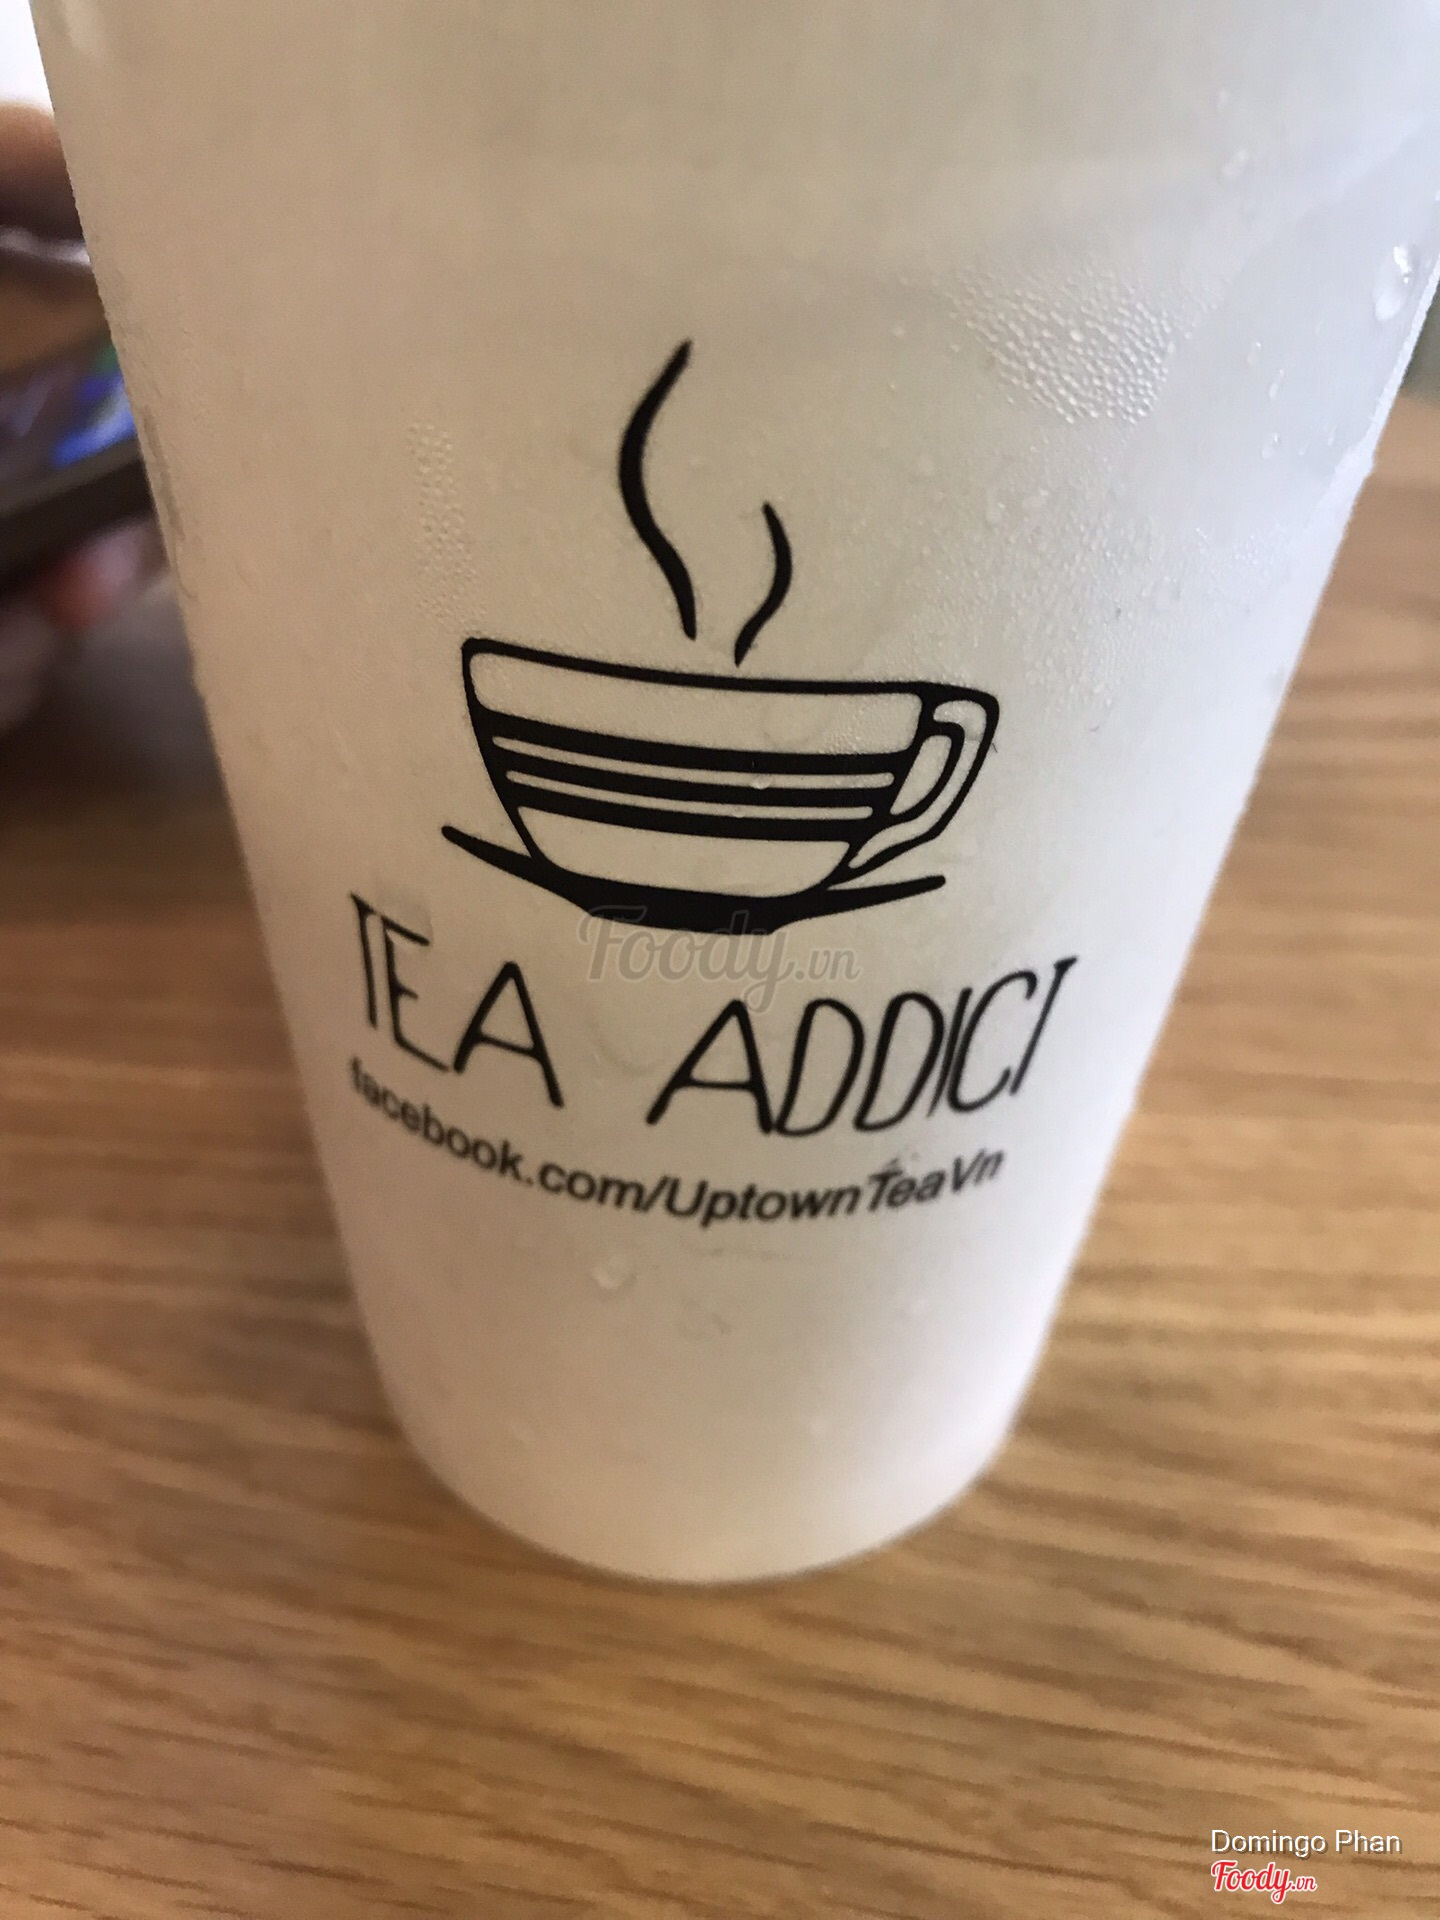 Foody.vn
TEA ADDICT
facebook.com/UptownTeaVn
Domingo Phan
Foody.vn